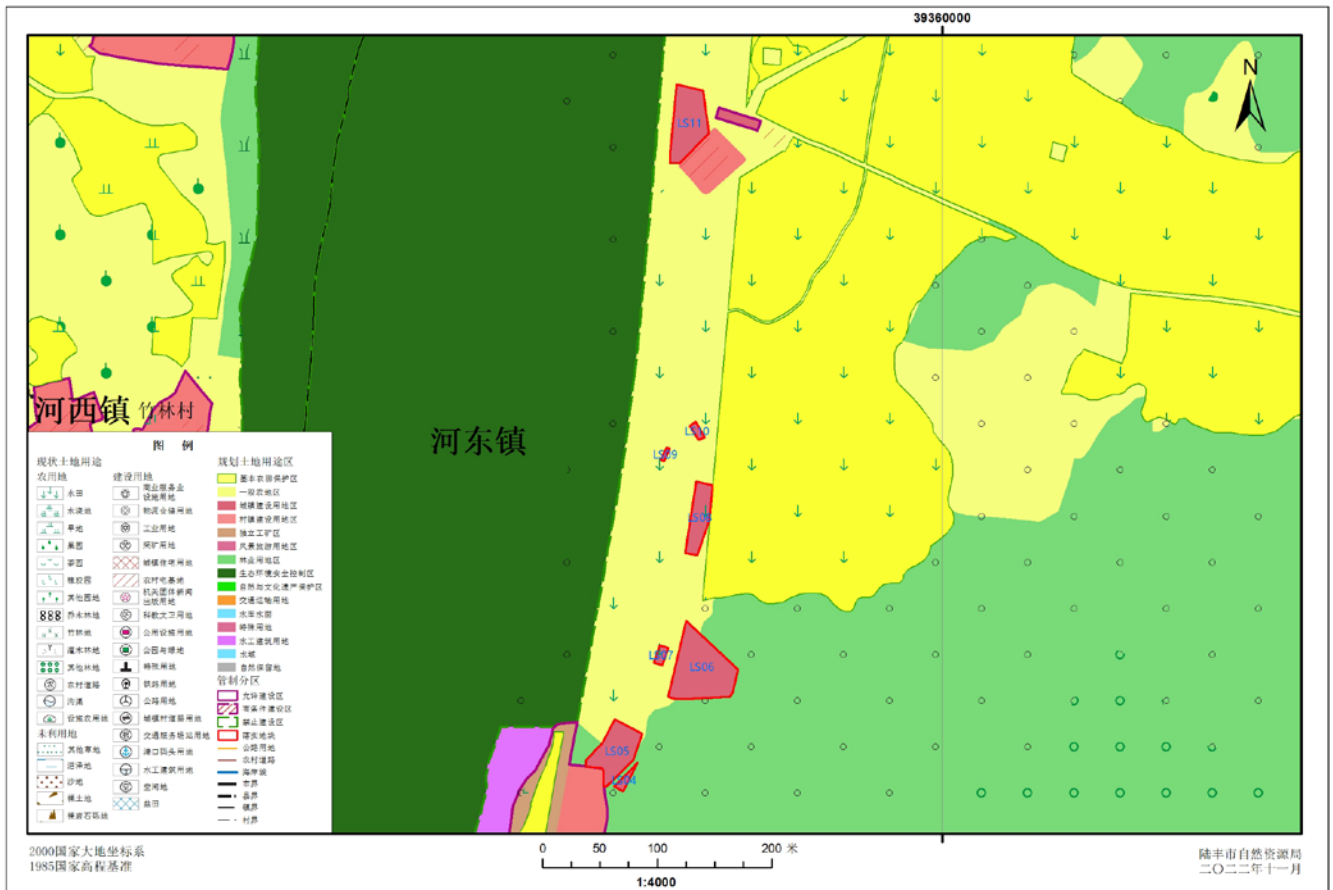 39360000
N
LS11
河西镇 竹林村
河东镇
LS10
LS09
LS08
LS07
LS06
LS05
LS04
图 例
现状土地用途
农用地
水田
水浇地
旱地
果园
茶园
橡胶园
其他园地
乔木林地
竹林地
灌木林地
其他林地
农村道路
沟渠
设施农用地
未利用地
其他草地
沼泽地
沙地
裸土地
裸岩石砾地
建设用地
商业服务业
设施用地
物流仓储用地
工业用地
采矿用地
城镇住宅用地
农村宅基地
机关团体新闻
出版用地
科教文卫用地
公用设施用地
公园与绿地
特殊用地
铁路用地
公路用地
城镇村道路用地
交通服务场站用地
港口码头用地
水工建筑用地
空闲地
盐田
规划土地用途区
基本农田保护区
一般农地区
城镇建设用地区
村镇建设用地区
独立工矿区
风景旅游用地区
林业用地区
生态环境安全控制区
自然与文化遗产保护区
交通运输用地
水库水面
特殊用地
水工建筑用地
水域
自然保留地
管制分区
允许建设区
有条件建设区
禁止建设区
落实地块
公路用地
农村道路
海岸线
市界
县界
镇界
村界
2000国家大地坐标系
1985国家高程基准
0 50 100 200 米
1:4000
陆丰市自然资源局
二〇二二年十一月